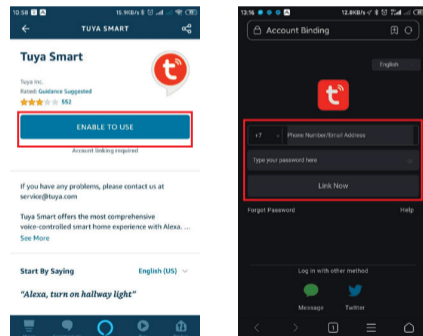 10:58
TUYA SMART
Tuya Smart
Tuya Inc.
Rated: Guidance Suggested
552
ENABLE TO USE
Account linking required
If you have any problems, please contact us at
service@tuya.com
Tuya Smart offers the most comprehensive
voice-controlled smart home experience with Alexa. ...
See More
Start By Saying
English (US)
"Alexa, turn on hallway light"
13:16
12.8KB/s
Account Binding
English
+7
Phone Number/Email Address
Type your password here
Link Now
Forgot Password
Help
Log in with other method
Message
Twitter
1